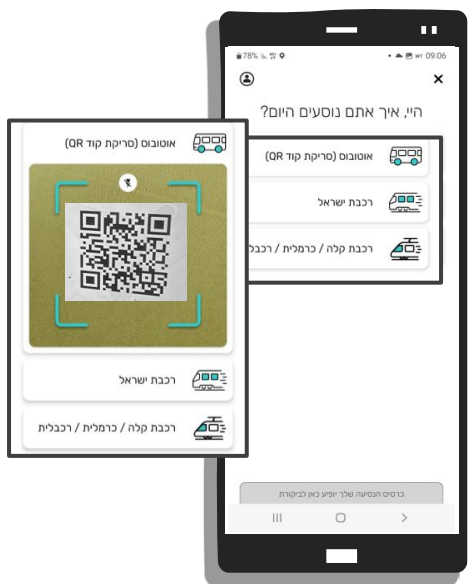 78%
09:06
היי, איך אתם נוסעים היום?
אוטובוס (סריקת קוד QR)
רכבת ישראל
רכבת קלה / כרמלית / רכבל
כרטיס הנסיעה שלך יופיע כאן לביקורת
אוטובוס (סריקת קוד QR)
רכבת ישראל
רכבת קלה / כרמלית / רכבלית